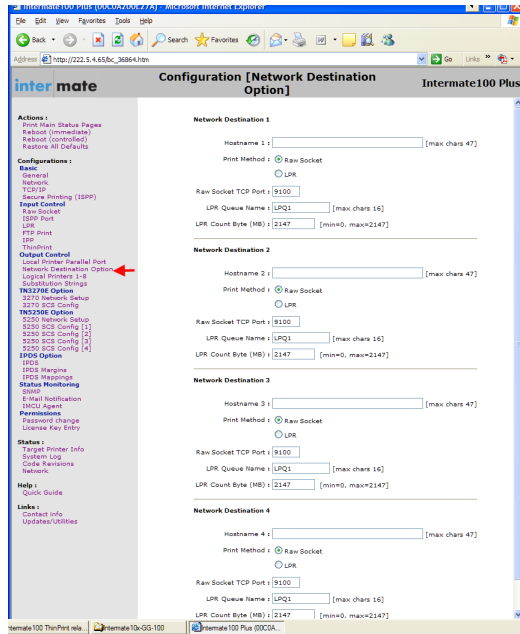 Intermate100 Plus (00C0A200E27A) - Microsoft Internet Explorer
File Edit View Favorites Tools Help
Back Search Favorites
Address http://222.5.4.65/bc_36864.htm Go Links »
inter mate
Configuration [Network Destination Option]
Intermate100 Plus
Actions :
Print Main Status Pages
Reboot (immediate)
Reboot (controlled)
Restore All Defaults
Configurations :
Basic
General
Network
TCP/IP
Secure Printing (ISPP)
Input Control
Raw Socket
ISPP Port
LPR
FTP Print
IPP
ThinPrint
Output Control
Local Printer Parallel Port
Network Destination Option
Logical Printers 1-8
Substitution Strings
TN3270E Option
3270 Network Setup
3270 SCS Config
TN5250E Option
5250 Network Setup
5250 SCS Config [1]
5250 SCS Config [2]
5250 SCS Config [3]
5250 SCS Config [4]
IPDS Option
IPDS
IPDS Margins
IPDS Mappings
Status Monitoring
SNMP
E-Mail Notification
IMCU Agent
Permissions
Password change
License Key Entry
Status :
Target Printer Info
System Log
Code Revisions
Network
Help :
Quick Guide
Links :
Contact info
Updates/Utilities
Network Destination 1
Hostname 1 : [max chars 47]
Print Method : Raw Socket
LPR
Raw Socket TCP Port : 9100
LPR Queue Name : LPQ1 [max chars 16]
LPR Count Byte (MB) : 2147 [min=0, max=2147]
Network Destination 2
Hostname 2 : [max chars 47]
Print Method : Raw Socket
LPR
Raw Socket TCP Port : 9100
LPR Queue Name : LPQ1 [max chars 16]
LPR Count Byte (MB) : 2147 [min=0, max=2147]
Network Destination 3
Hostname 3 : [max chars 47]
Print Method : Raw Socket
LPR
Raw Socket TCP Port : 9100
LPR Queue Name : LPQ1 [max chars 16]
LPR Count Byte (MB) : 2147 [min=0, max=2147]
Network Destination 4
Hostname 4 : [max chars 47]
Print Method : Raw Socket
LPR
Raw Socket TCP Port : 9100
LPR Queue Name : LPQ1 [max chars 16]
LPR Count Byte (MB) : 2147 [min=0, max=2147]
termate100 ThinPrint rela... Intermate10x-GG-100 Intermate100 Plus (00C0A...